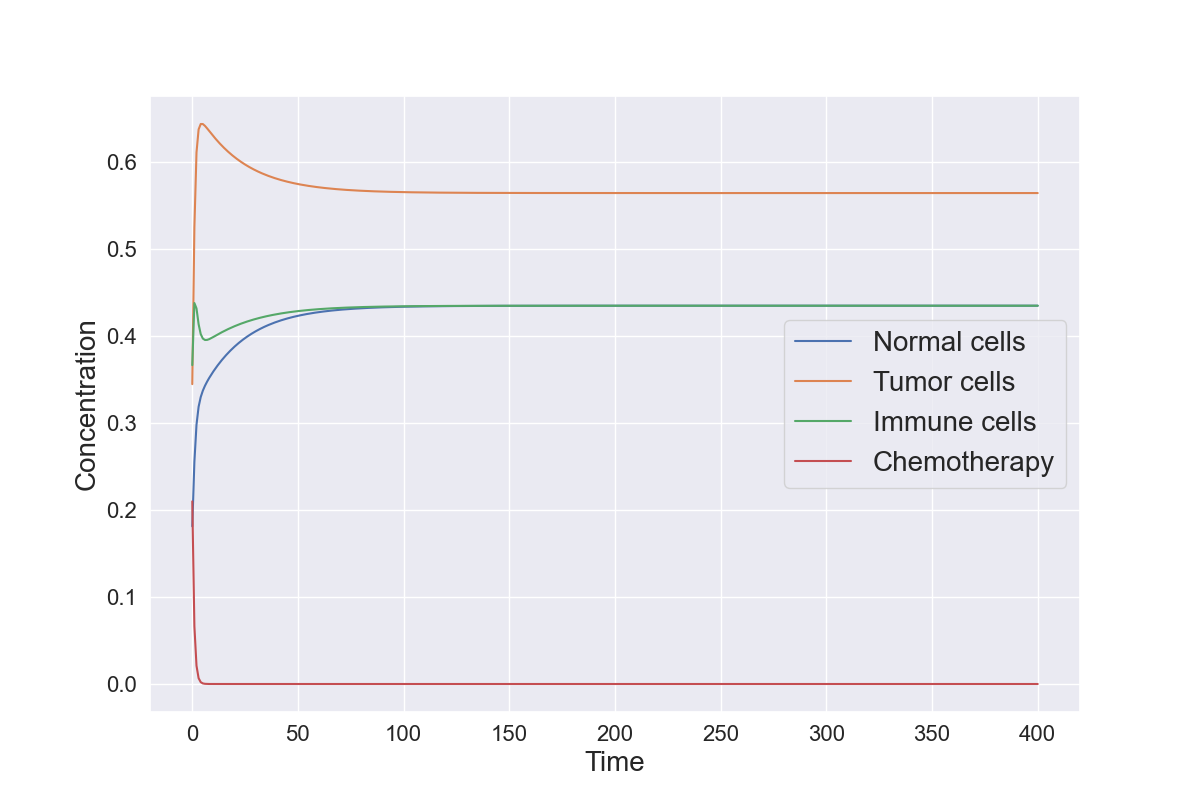 0.6
0.5
0.4
0.3
0.2
0.1
0.0
Concentration
Normal cells
Tumor cells
Immune cells
Chemotherapy
0 50 100 150 200 250 300 350 400
Time